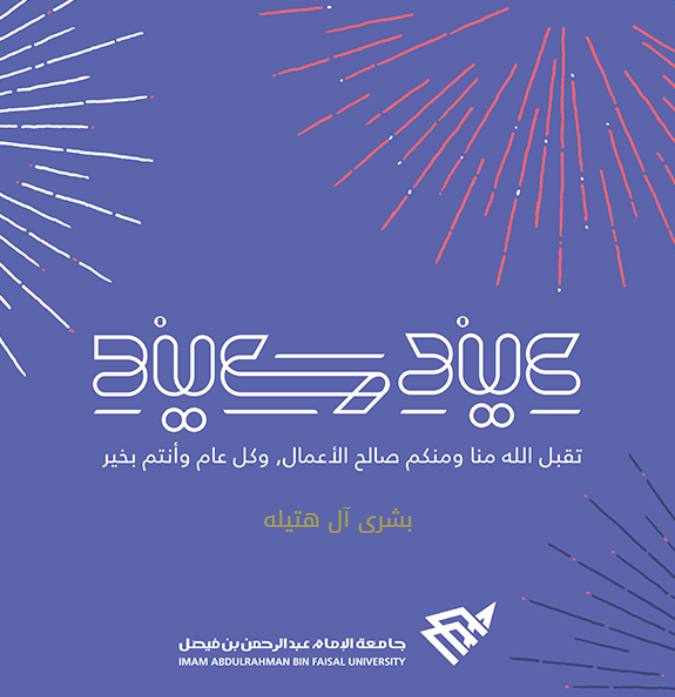 عيد سعيد
تقبل الله منا ومنكم صالح الأعمال, وكل عام وأنتم بخير
بشرى آل هتيله
جامعة الإمام عبدالرحمن بن فيصل
IMAM ABDULRAHMAN BIN FAISAL UNIVERSITY